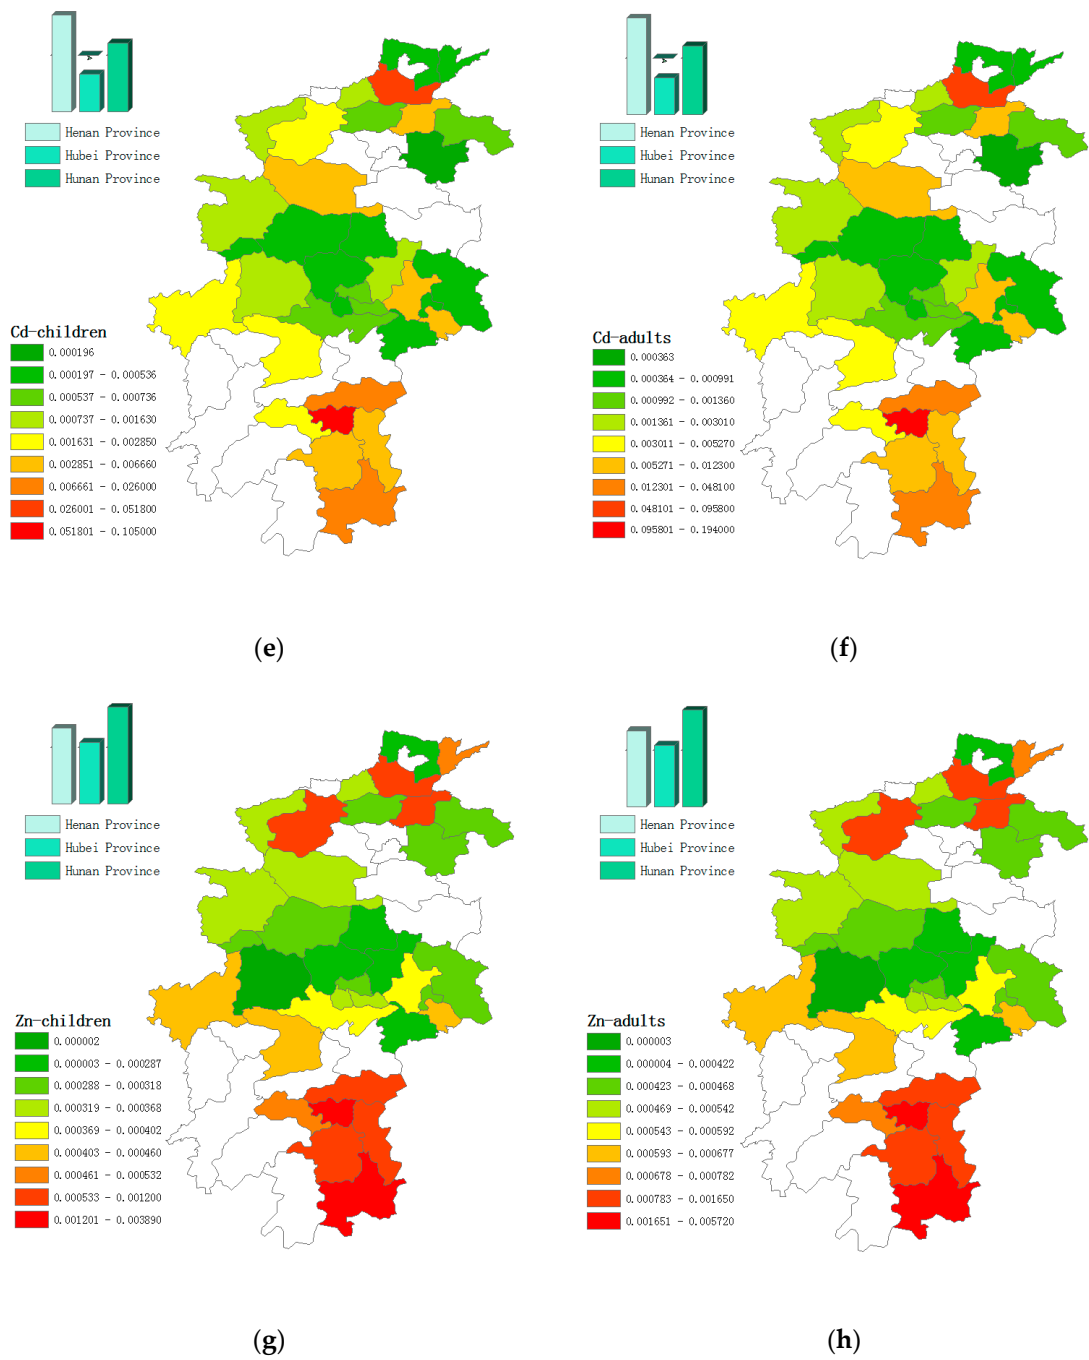 Henan Province
Hubei Province
Hunan Province
Cd-children
0.000196
0.000197 - 0.000536
0.000537 - 0.000736
0.000737 - 0.001630
0.001631 - 0.002850
0.002851 - 0.006660
0.006661 - 0.026000
0.026001 - 0.051800
0.051801 - 0.105000
(e)
Henan Province
Hubei Province
Hunan Province
Cd-adults
0.000363
0.000364 - 0.000991
0.000992 - 0.001360
0.001361 - 0.003010
0.003011 - 0.005270
0.005271 - 0.012300
0.012301 - 0.048100
0.048101 - 0.095800
0.095801 - 0.194000
(f)
Henan Province
Hubei Province
Hunan Province
Zn-children
0.000002
0.000003 - 0.000287
0.000288 - 0.000318
0.000319 - 0.000368
0.000369 - 0.000402
0.000403 - 0.000460
0.000461 - 0.000532
0.000533 - 0.001200
0.001201 - 0.003890
(g)
Henan Province
Hubei Province
Hunan Province
Zn-adults
0.000003
0.000004 - 0.000422
0.000423 - 0.000468
0.000469 - 0.000542
0.000543 - 0.000592
0.000593 - 0.000677
0.000678 - 0.000782
0.000783 - 0.001650
0.001651 - 0.005720
(h)